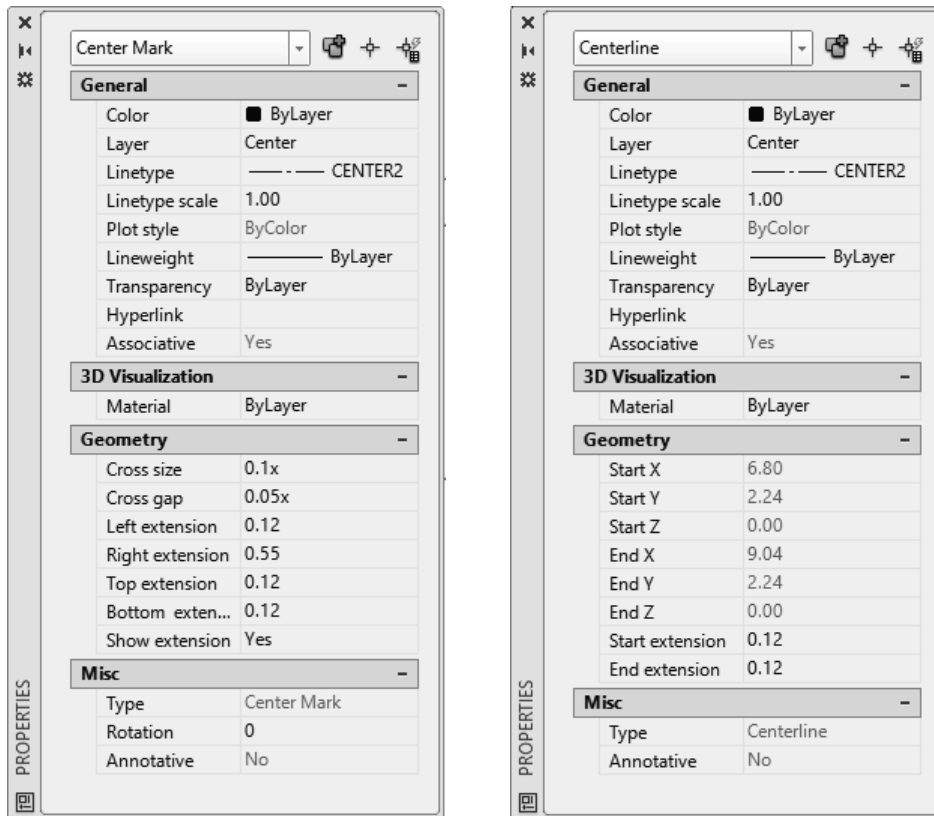 Center Mark
General
Color ByLayer
Layer Center
Linetype CENTER2
Linetype scale 1.00
Plot style ByColor
Lineweight ByLayer
Transparency ByLayer
Hyperlink
Associative Yes
3D Visualization
Material ByLayer
Geometry
Cross size 0.1x
Cross gap 0.05x
Left extension 0.12
Right extension 0.55
Top extension 0.12
Bottom exten... 0.12
Show extension Yes
Misc
Type Center Mark
Rotation 0
Annotative No
PROPERTIES
Centerline
General
Color ByLayer
Layer Center
Linetype CENTER2
Linetype scale 1.00
Plot style ByColor
Lineweight ByLayer
Transparency ByLayer
Hyperlink
Associative Yes
3D Visualization
Material ByLayer
Geometry
Start X 6.80
Start Y 2.24
Start Z 0.00
End X 9.04
End Y 2.24
End Z 0.00
Start extension 0.12
End extension 0.12
Misc
Type Centerline
Annotative No
PROPERTIES